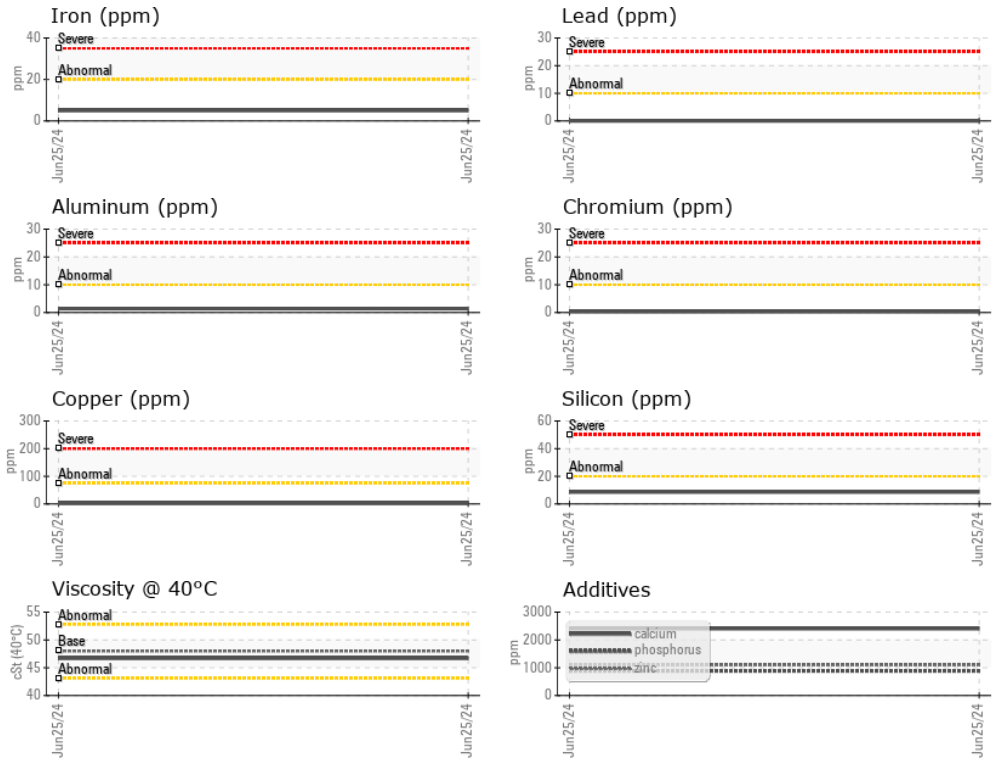 Iron (ppm)
40
20
0
ppm
Severe
Abnormal
Jun25/24
Jun25/24
Lead (ppm)
30
20
10
0
ppm
Severe
Abnormal
Jun25/24
Jun25/24
Aluminum (ppm)
30
20
10
0
ppm
Severe
Abnormal
Jun25/24
Jun25/24
Chromium (ppm)
30
20
10
0
ppm
Severe
Abnormal
Jun25/24
Jun25/24
Copper (ppm)
300
200
100
0
ppm
Severe
Abnormal
Jun25/24
Jun25/24
Silicon (ppm)
60
40
20
0
ppm
Severe
Abnormal
Jun25/24
Jun25/24
Viscosity @ 40°C
55
50
45
40
cSt (40°C)
Abnormal
Base
Abnormal
Jun25/24
Jun25/24
Additives
3000
2000
1000
0
ppm
calcium
phosphorus
zinc
Jun25/24
Jun25/24